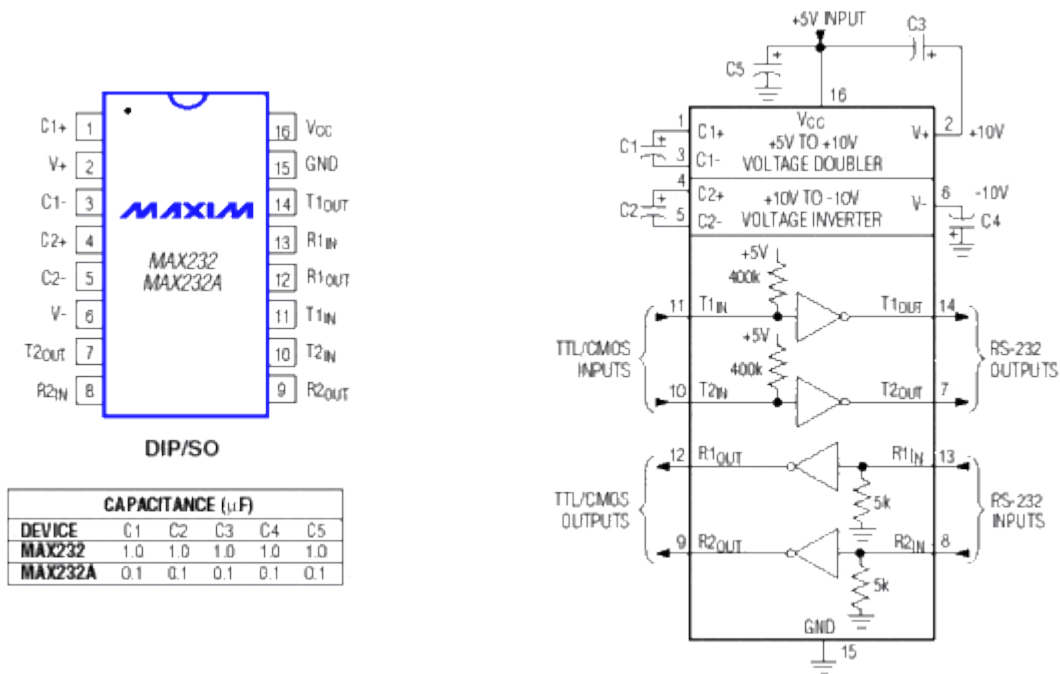 C1+ 1
V+ 2
C1- 3
C2+ 4
C2- 5
V- 6
T2OUT 7
R2IN 8
16 VCC
15 GND
14 T1OUT
13 R1IN
12 R1OUT
11 T1IN
10 T2IN
9 R2OUT
MAXIM
MAX232
MAX232A
DIP/SO
CAPACITANCE (μF)
DEVICE C1 C2 C3 C4 C5
MAX232 1.0 1.0 1.0 1.0 1.0
MAX232A 0.1 0.1 0.1 0.1 0.1
+5V INPUT
C3
+
C5 +
+
16
1
C1+
VCC
V+
2
+10V
C1 +
3
C1-
+5V TO +10V
VOLTAGE DOUBLER
4
C2+
C2 +
5
C2-
+10V TO -10V
VOLTAGE INVERTER
V-
6
-10V
C4
+
+5V
400k
11 T1IN
T1OUT 14
TTL/CMOS
INPUTS
+5V
400k
RS-232
OUTPUTS
10 T2IN
T2OUT 7
12 R1OUT
R1IN 13
TTL/CMOS
OUTPUTS
5k
RS-232
INPUTS
9 R2OUT
R2IN 8
5k
GND
15